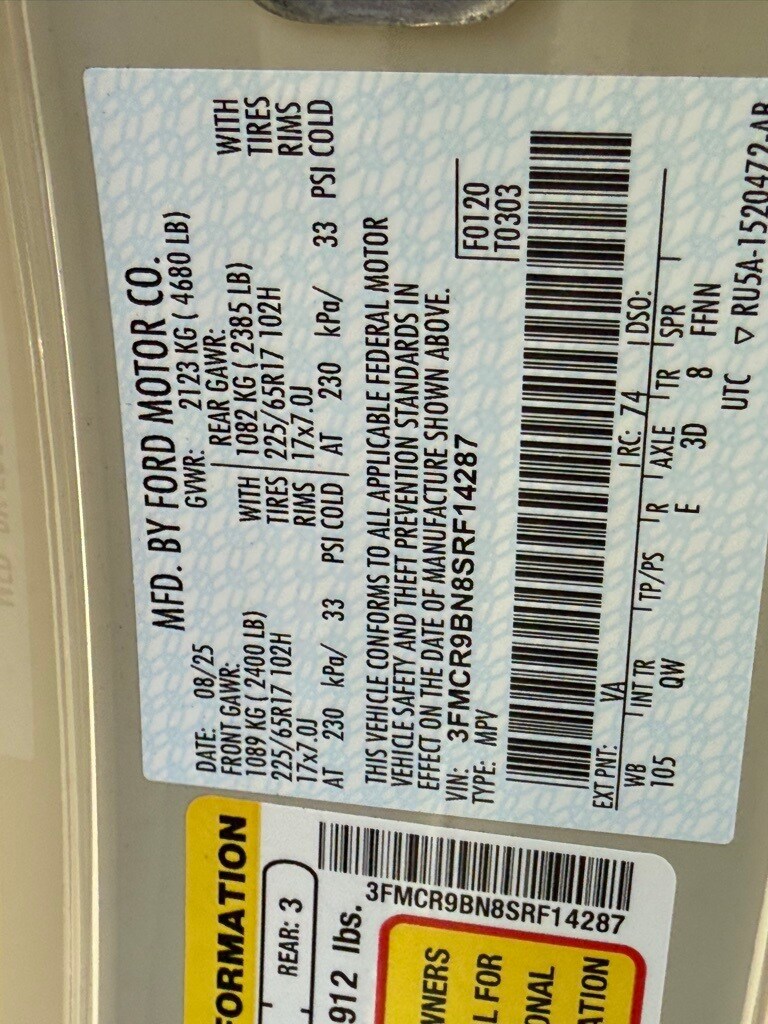 MFD. BY FORD MOTOR CO.
DATE: 08/25 GVWR: 2123 KG ( 4680 LB)
FRONT GAWR: REAR GAWR:
1089 KG ( 2400 LB) WITH 1082 KG ( 2385 LB) WITH
225/65R17 102H TIRES 225/65R17 102H TIRES
17x7.0J RIMS 17x7.0J RIMS
AT 230 kPa/ 33 PSI COLD AT 230 kPa/ 33 PSI COLD
THIS VEHICLE CONFORMS TO ALL APPLICABLE FEDERAL MOTOR
VEHICLE SAFETY AND THEFT PREVENTION STANDARDS IN
EFFECT ON THE DATE OF MANUFACTURE SHOWN ABOVE.
VIN: 3FMCR9BN8SRF14287
TYPE: MPV
F0120
T0303
EXT PNT: VA RC: 74 DSO:
WB INT TR TP/PS R AXLE TR SPR
105 QW E 3D 8 FFNN
UTC ▽ RU5A-1520472-AB
FORMATION
REAR: 3
912 lbs.
3FMCR9BN8SRF14287
WNERS
L FOR
ONAL
ATION